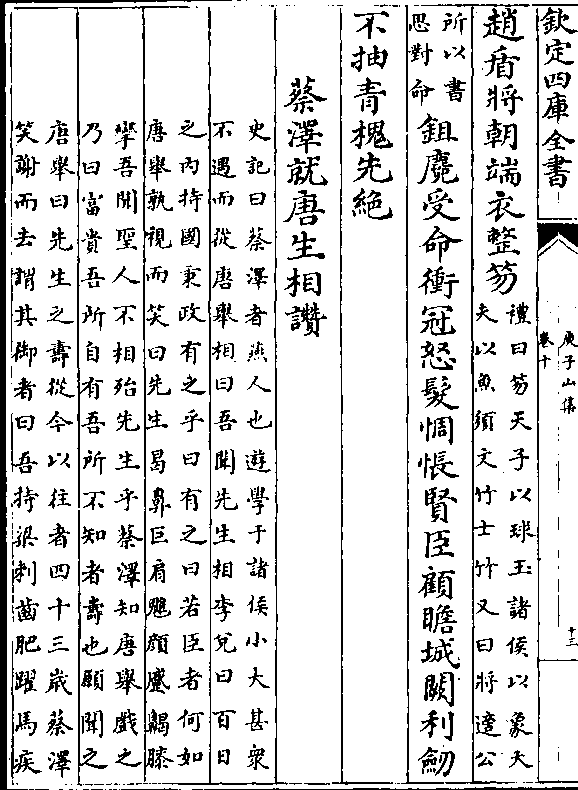 欽定四庫全書
庾子山集
卷十
十三
趙盾將朝端衣整笏
禮曰笏天子以球玉諸侯以象大
夫以魚須文竹士竹又曰將適公
所以書
思對命
鉏麑受命衝冠怒髮惆悵賢臣顧瞻城闕利劒
不抽青槐先絶
蔡澤就唐生相讚
史記曰蔡澤者燕人也遊學于諸侯小大甚衆
不遇而從唐舉相曰吾聞先生相李兌曰百日
之內持國秉政有之乎曰有之曰若臣者何如
唐舉孰視而笑曰先生曷鼻巨肩魋顔蹙齃膝
攣吾聞聖人不相殆先生乎蔡澤知唐舉戲之
乃曰富貴吾所自有吾所不知者壽也願聞之
唐舉曰先生之壽從今以往者四十三歲蔡澤
笑謝而去謂其御者曰吾持粱刺齒肥躍馬疾